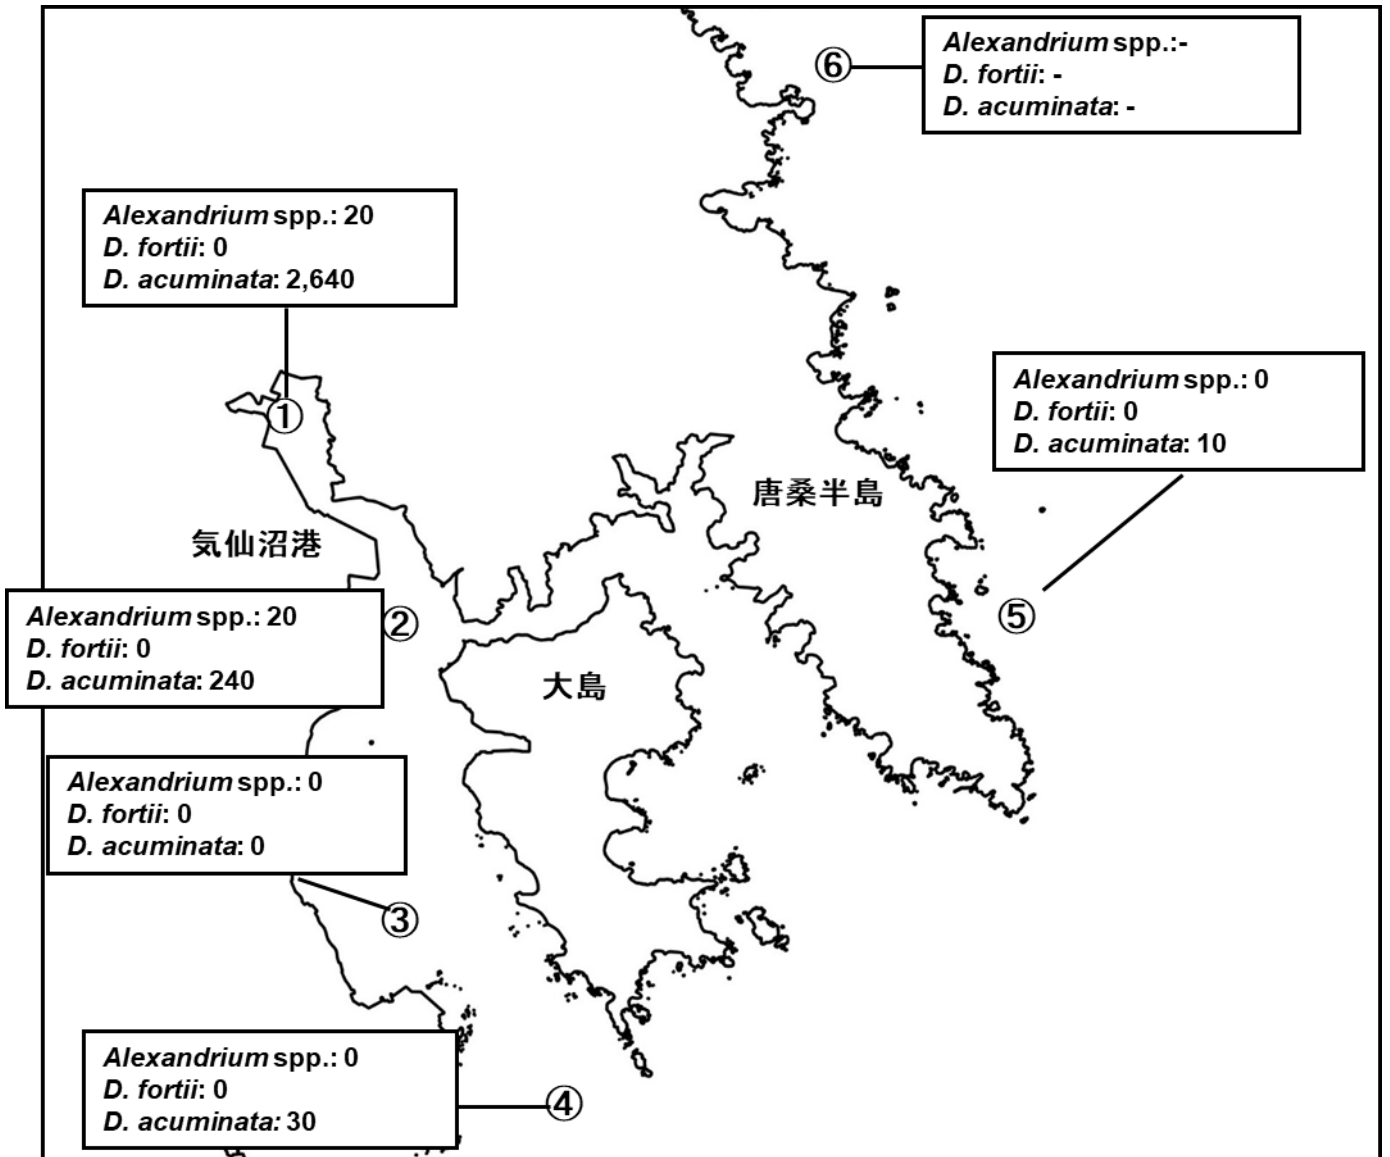 Alexandrium spp.:-
D. fortii: -
D. acuminata: -
⑥
Alexandrium spp.: 20
D. fortii: 0
D. acuminata: 2,640
①
Alexandrium spp.: 0
D. fortii: 0
D. acuminata: 10
唐桑半島
気仙沼港
Alexandrium spp.: 20
D. fortii: 0
D. acuminata: 240
②
⑤
大島
Alexandrium spp.: 0
D. fortii: 0
D. acuminata: 0
③
Alexandrium spp.: 0
D. fortii: 0
D. acuminata: 30
④